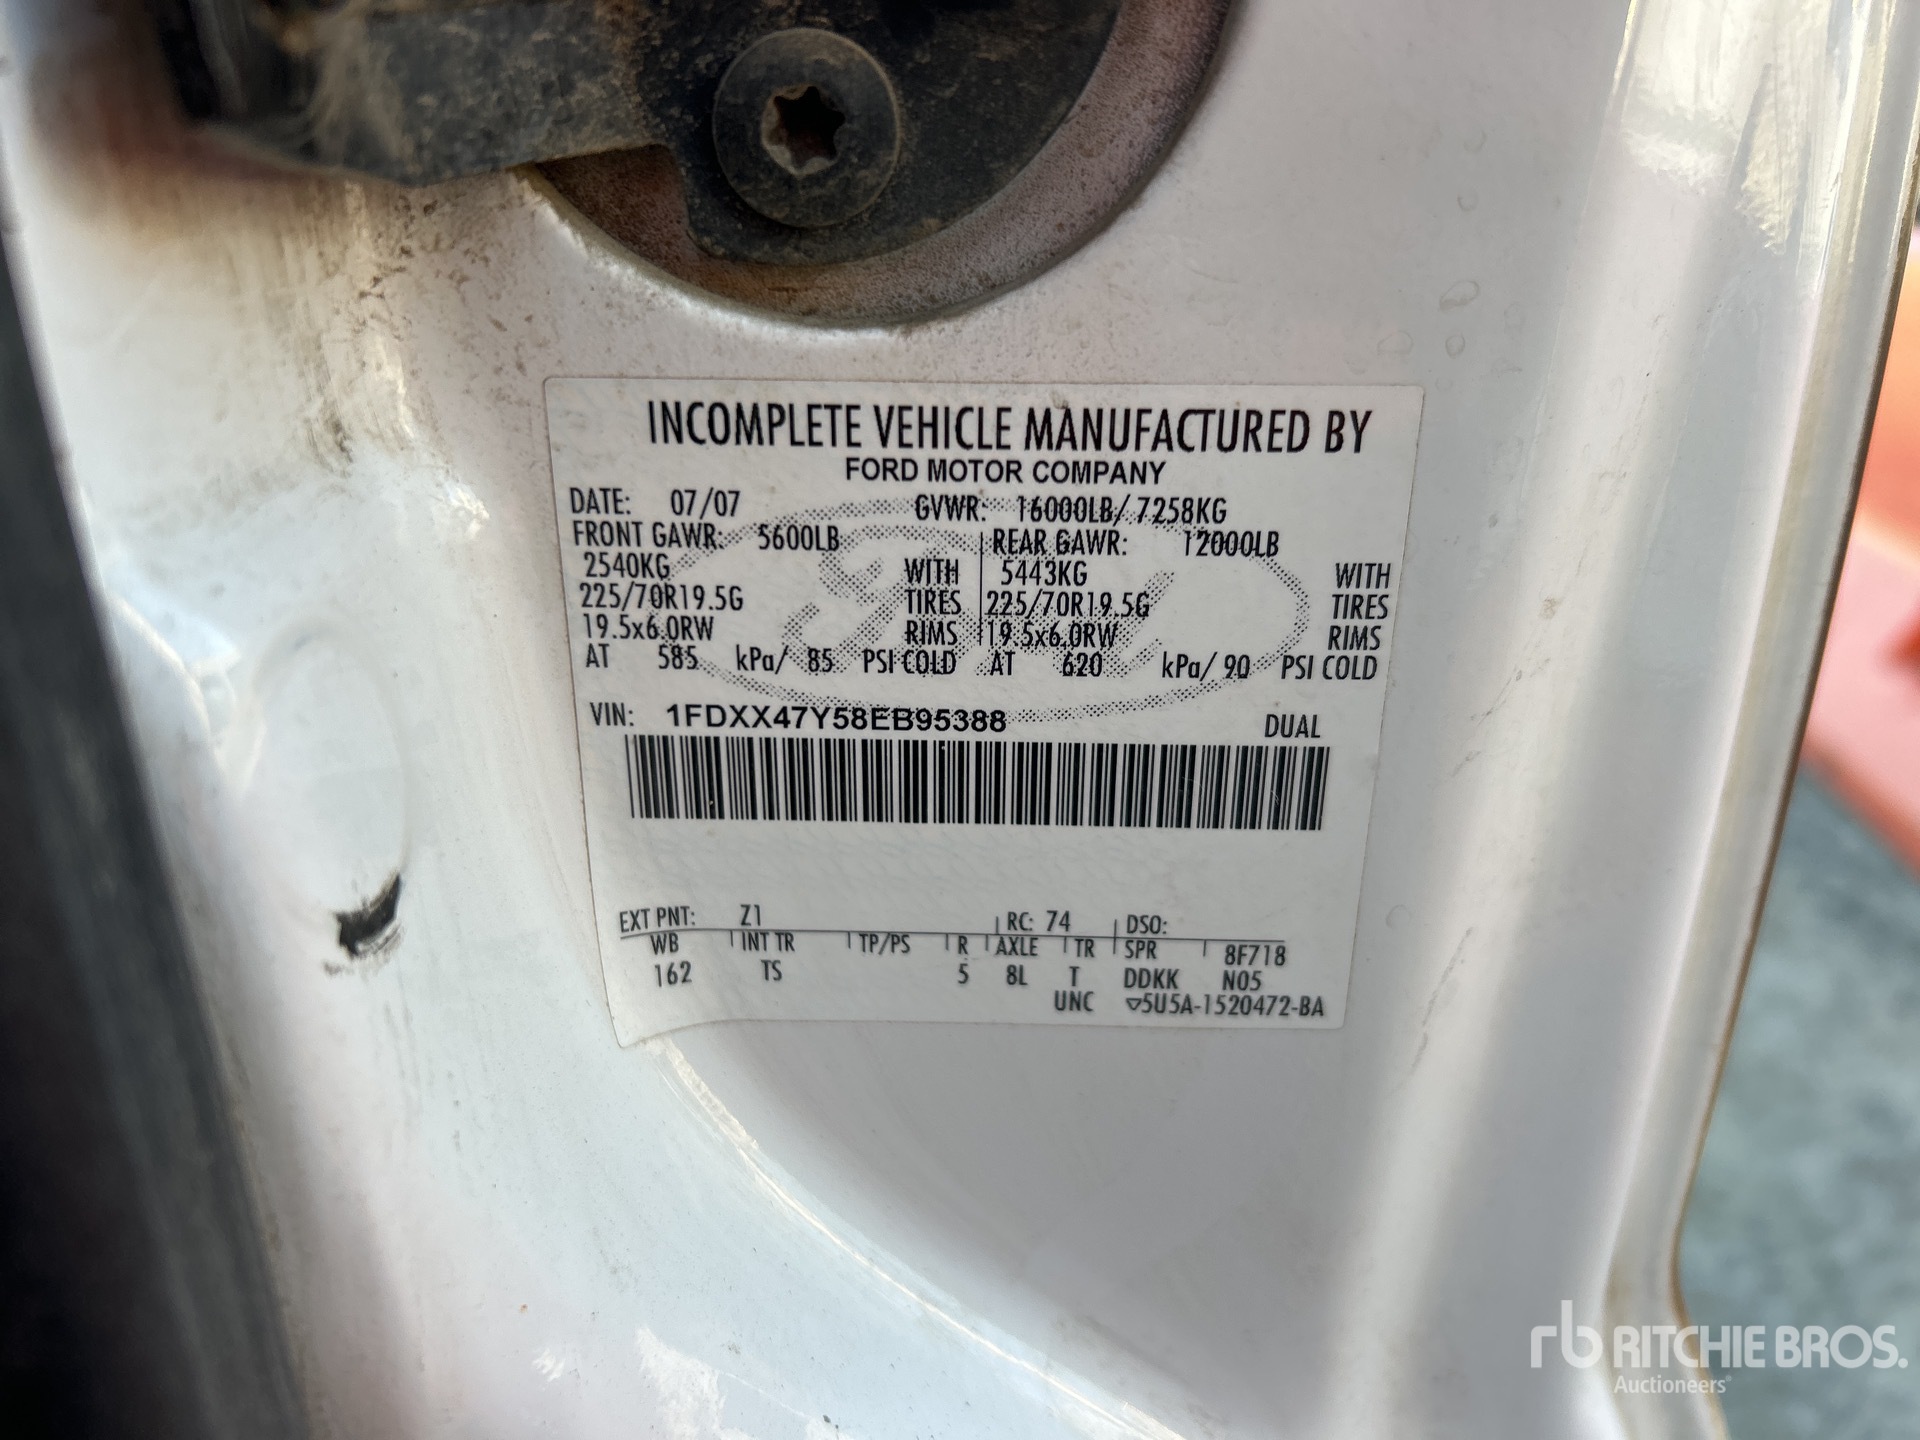 INCOMPLETE VEHICLE MANUFACTURED BY
FORD MOTOR COMPANY
DATE: 07/07 GVWR: 16000LB/ 7258KG
FRONT GAWR: 5600LB REAR GAWR: 12000LB
2540KG WITH 5443KG WITH
225/70R19.5G TIRES 225/70R19.5G TIRES
19.5x6.0RW RIMS 19.5x6.0RW RIMS
AT 585 kPa/ 85 PSI COLD AT 620 kPa/ 90 PSI COLD
VIN: 1FDXX47Y58EB95388 DUAL
EXT PNT: Z1 RC: 74 DSO:
WB INT TR TP/PS R AXLE TR SPR 8F718
162 TS 5 8L T DDKK N05
UNC ▽5U5A-1520472-BA
rb RITCHIE BROS.
Auctioneers